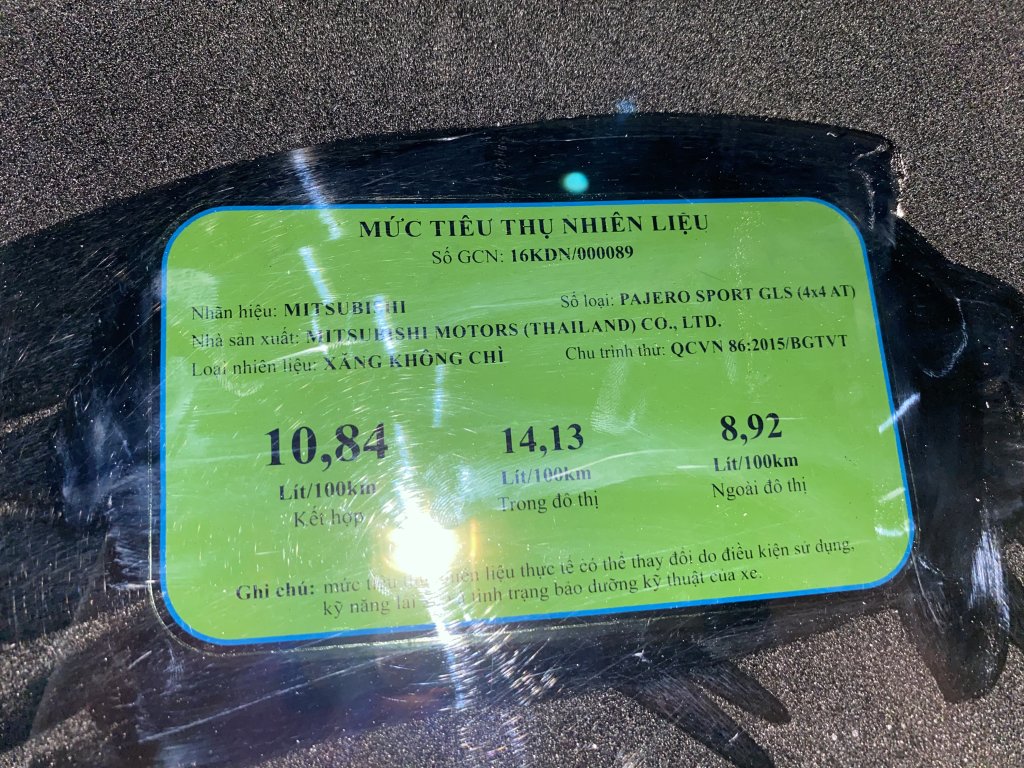 MỨC TIÊU THỤ NHIÊN LIỆU
Số GCN: 16KDN/000089
Nhãn hiệu: MITSUBISHI Số loại: PAJERO SPORT GLS (4x4 AT)
Nhà sản xuất: MITSUBISHI MOTORS (THAILAND) CO., LTD.
Loại nhiên liệu: XĂNG KHÔNG CHÌ Chu trình thử: QCVN 86:2015/BGTVT
10,84 14,13 8,92
Lít/100km Lít/100km Lít/100km
Kết hợp Trong đô thị Ngoài đô thị
Ghi chú: mức tiêu liệu thực tế có thể thay đổi do điều kiện sử dụng,
kỹ năng lái tình trạng bảo dưỡng kỹ thuật của xe.